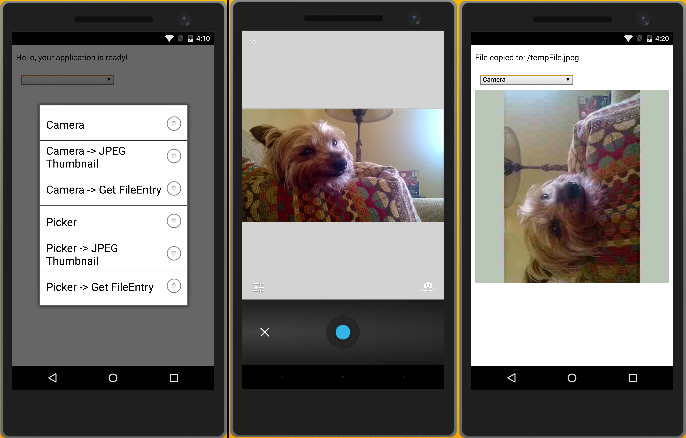 4:10
Hello, your application is ready!
Camera
Camera -> JPEG
Thumbnail
Camera -> Get FileEntry
Picker
Picker -> JPEG
Thumbnail
Picker -> Get FileEntry
4:20
File copied to: /tempFile.jpeg
Camera